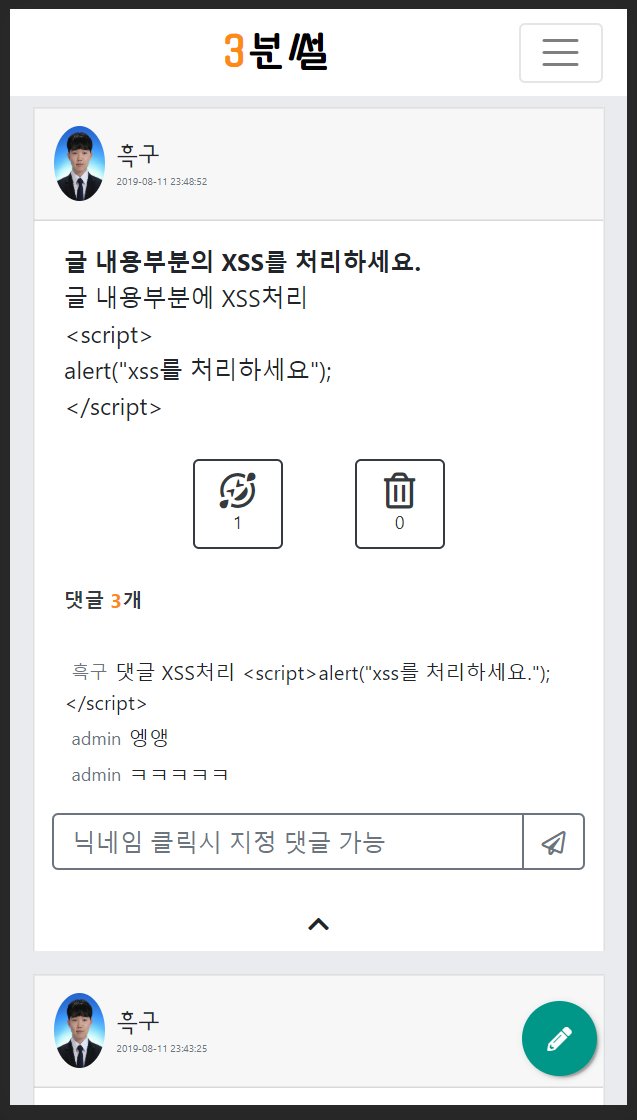 3분썰
흑구
2019-08-11 23:48:52
글 내용부분의 XSS를 처리하세요.
글 내용부분에 XSS처리
<script>
alert("xss를 처리하세요");
</script>
1
0
댓글 3개
흑구 댓글 XSS처리 <script>alert("xss를 처리하세요.");
</script>
admin 엥앵
admin ㅋㅋㅋㅋㅋ
닉네임 클릭시 지정 댓글 가능
흑구
2019-08-11 23:43:25